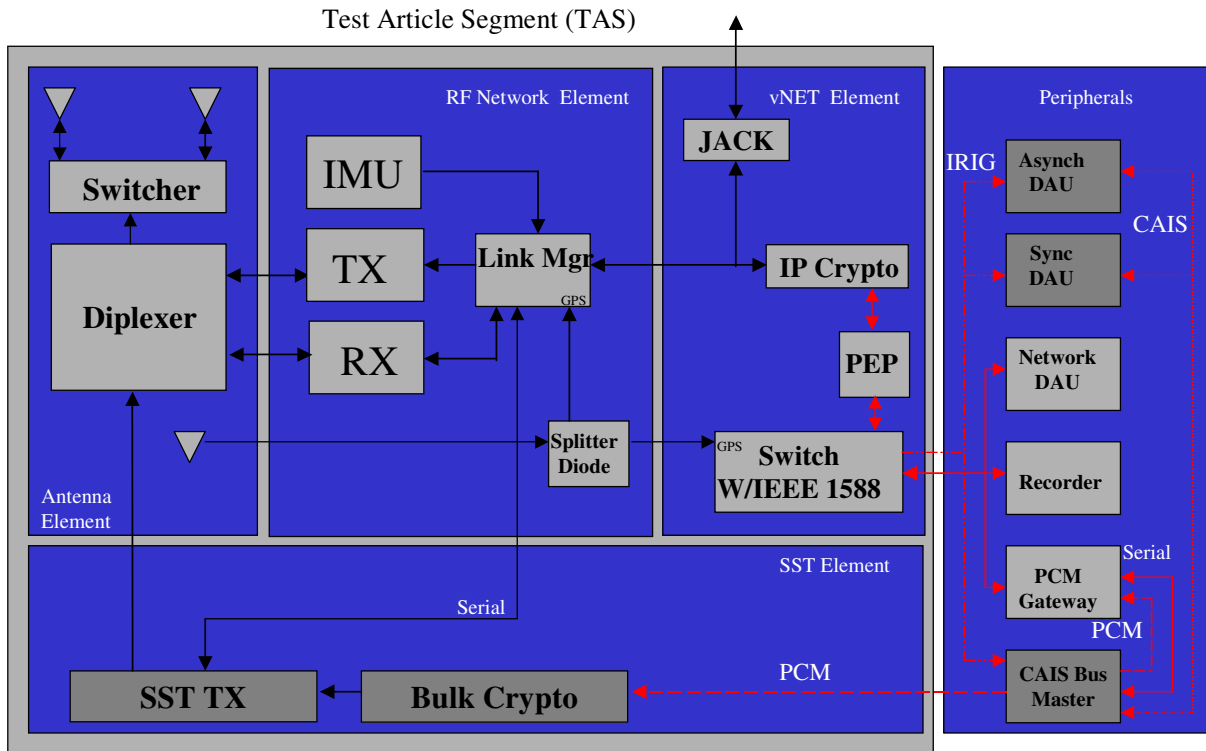 Test Article Segment (TAS)
RF Network Element
vNET Element
Peripherals
JACK
IRIG
Asynch
DAU
IMU
Switcher
CAIS
Link Mgr
GPS
TX
IP Crypto
Sync
DAU
Diplexer
RX
PEP
Network
DAU
Splitter
Diode
GPS
Switch
W/IEEE 1588
Recorder
Antenna
Element
SST Element
Serial
Serial
PCM
Gateway
PCM
PCM
SST TX
Bulk Crypto
CAIS Bus
Master